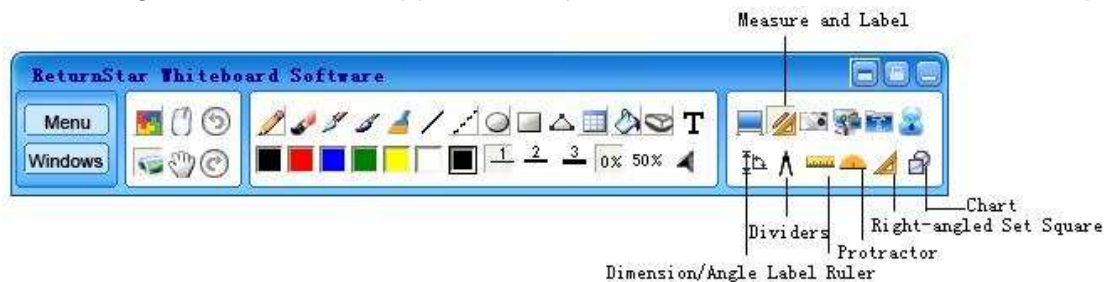 Measure and Label
ReturnStar Whiteboard Software
Menu
T
Windows
1 2 3 0% 50%
Chart
Right-angled Set Square
Dividers
Protractor
Dimension/Angle Label Ruler